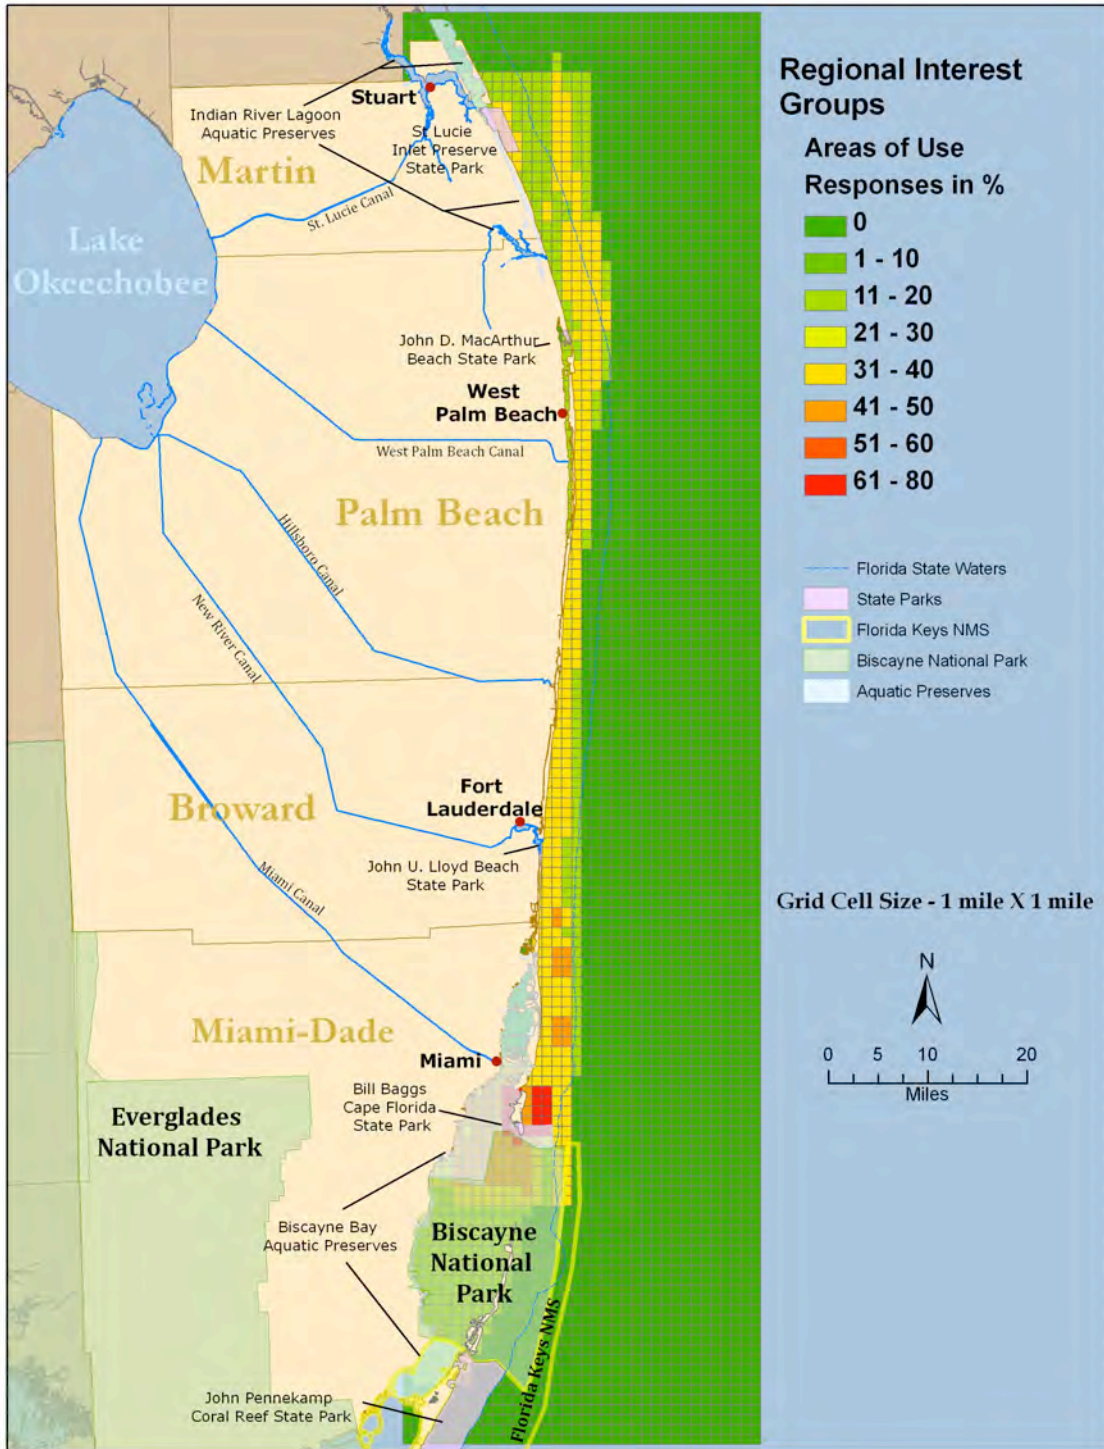 Regional Interest
Groups
Areas of Use
Responses in %
0
1 - 10
11 - 20
21 - 30
31 - 40
41 - 50
51 - 60
61 - 80
Florida State Waters
State Parks
Florida Keys NMS
Biscayne National Park
Aquatic Preserves
Grid Cell Size - 1 mile X 1 mile
N
0 5 10 20
Miles
Stuart
Indian River Lagoon
Aquatic Preserves
St Lucie
Inlet Preserve
State Park
Martin
St. Lucie Canal
Lake
Okeechobee
John D. MacArthur
Beach State Park
West
Palm Beach
West Palm Beach Canal
Palm Beach
Hillsboro Canal
New River Canal
Fort
Lauderdale
Broward
John U. Lloyd Beach
State Park
Miami Canal
Miami-Dade
Miami
Bill Baggs
Cape Florida
State Park
Everglades
National Park
Biscayne Bay
Aquatic Preserves
Biscayne
National
Park
Florida Keys NMS
John Pennekamp
Coral Reef State Park